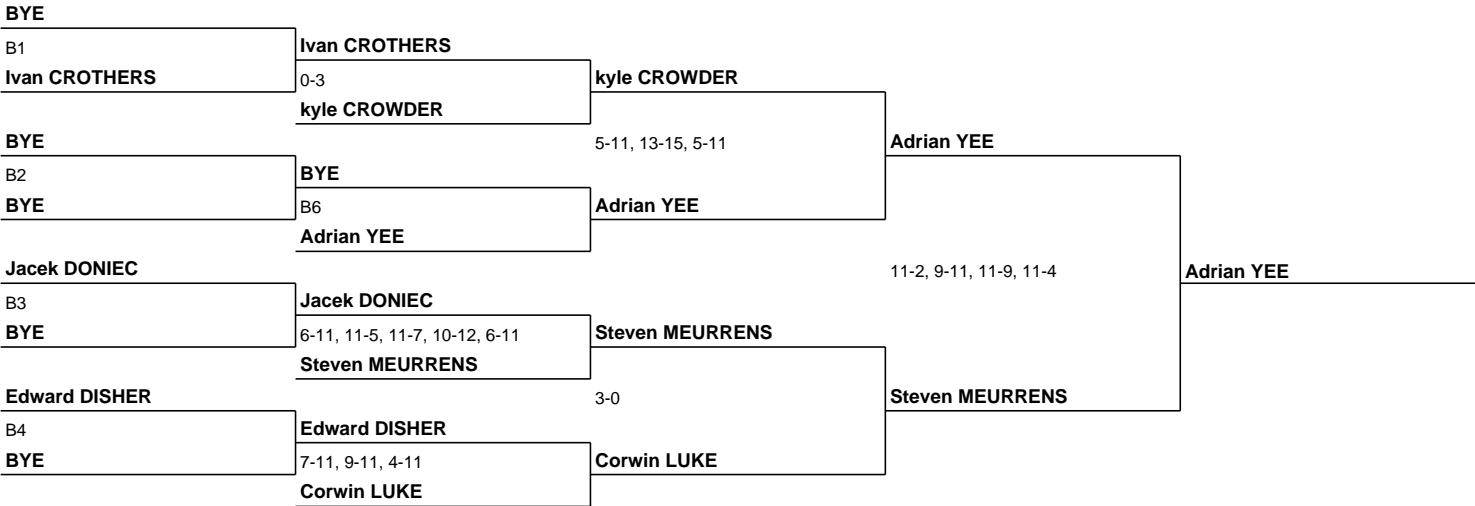 BYE
B1
Ivan CROTHERS
Ivan CROTHERS
0-3
kyle CROWDER
kyle CROWDER
BYE
B2
BYE
BYE
B6
Adrian YEE
5-11, 13-15, 5-11
Adrian YEE
Adrian YEE
Jacek DONIEC
B3
BYE
Jacek DONIEC
6-11, 11-5, 11-7, 10-12, 6-11
Steven MEURRENS
Steven MEURRENS
Edward DISHER
B4
BYE
Edward DISHER
7-11, 9-11, 4-11
Corwin LUKE
3-0
Corwin LUKE
Steven MEURRENS
11-2, 9-11, 11-9, 11-4
Adrian YEE